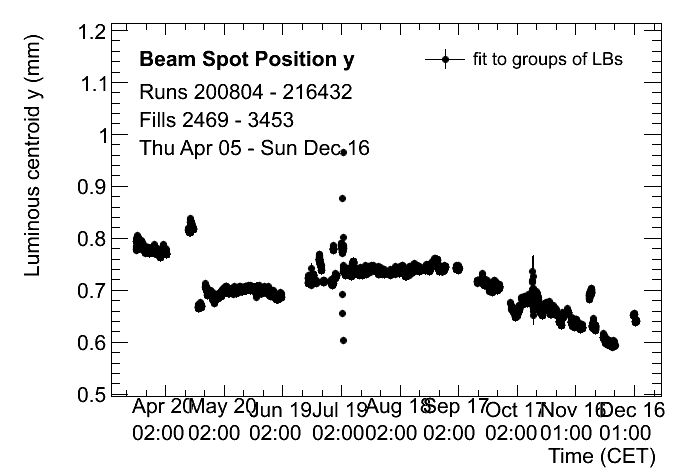 Beam Spot Position y
fit to groups of LBs
Runs 200804 - 216432
Fills 2469 - 3453
Thu Apr 05 - Sun Dec 16
Luminous centroid y (mm)
1.2
1.1
1
0.9
0.8
0.7
0.6
0.5
Apr 20 May 20 Jun 19 Jul 19 Aug 18 Sep 17 Oct 17 Nov 16 Dec 16
02:00 02:00 02:00 02:00 02:00 02:00 02:00 01:00 01:00
Time (CET)